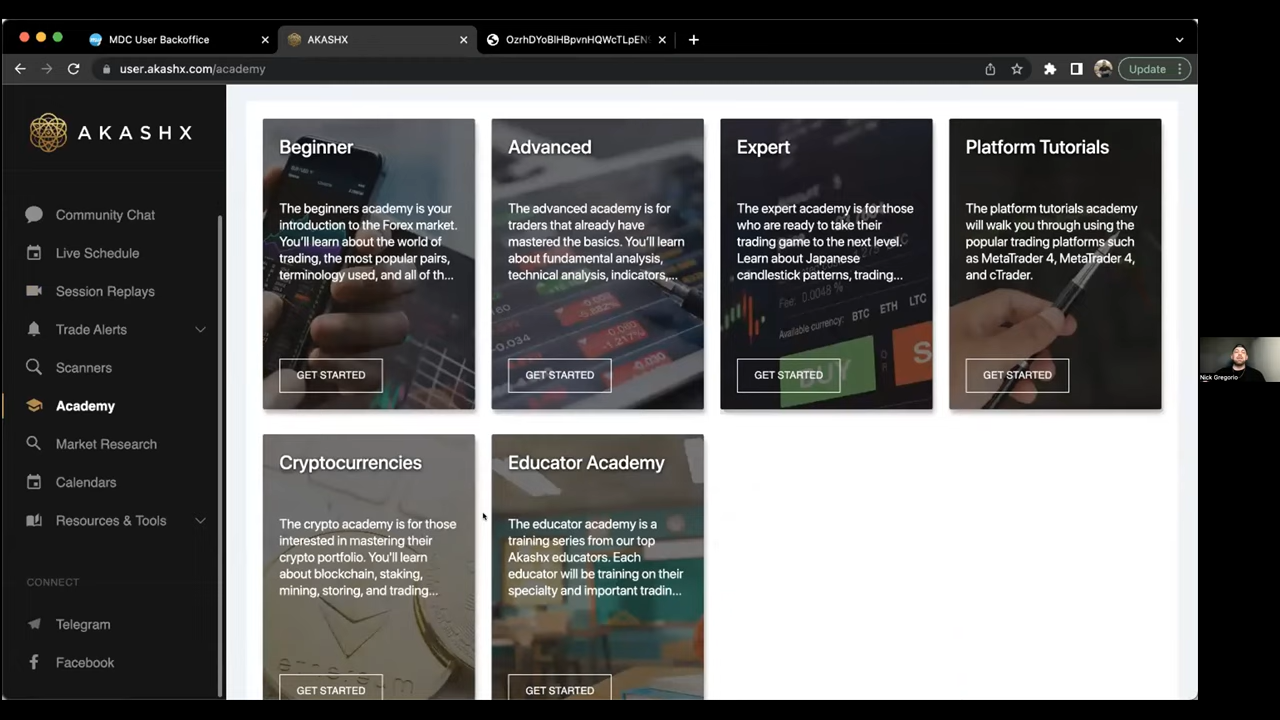 MDC User Backoffice
AKASHX
user.akashx.com/academy
Update
AKASHX
Community Chat
Live Schedule
Session Replays
Trade Alerts
Scanners
Academy
Market Research
Calendars
Resources & Tools
CONNECT
Telegram
Facebook
Beginner
The beginners academy is your
introduction to the Forex market.
You'll learn about the world of
trading, the most popular pairs,
terminology used, and all of th...
GET STARTED
Advanced
The advanced academy is for
traders that already have
mastered the basics. You'll learn
about fundamental analysis,
technical analysis, indicators,...
GET STARTED
Expert
The expert academy is for those
who are ready to take their
trading game to the next level.
Learn about Japanese
candlestick patterns, trading...
Fee: 0.0048 %
Available currency: BTC ETH LTC
BUY
S
GET STARTED
Platform Tutorials
The platform tutorials academy
will walk you through using the
popular trading platforms such
as MetaTrader 4, MetaTrader 4,
and cTrader.
GET STARTED
Cryptocurrencies
The crypto academy is for those
interested in mastering their
crypto portfolio. You'll learn
about blockchain, staking,
mining, storing, and trading...
GET STARTED
Educator Academy
The educator academy is a
training series from our top
Akashx educators. Each
educator will be training on their
specialty and important tradin...
GET STARTED
Nick Gregorio